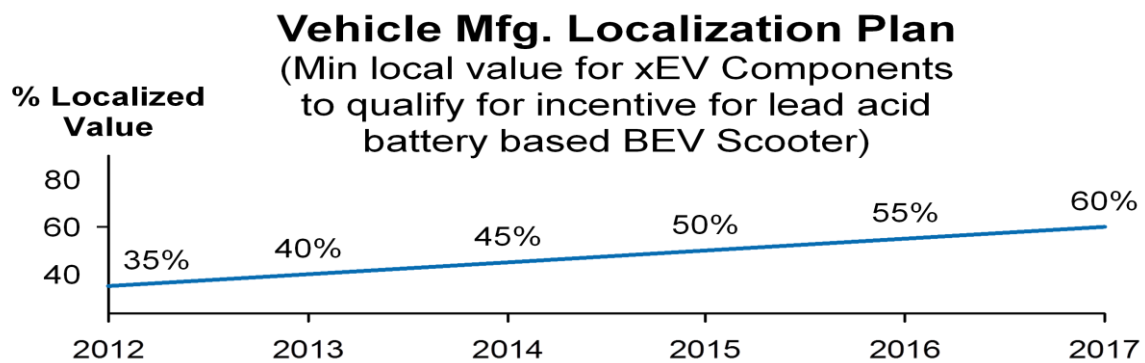 Vehicle Mfg. Localization Plan
(Min local value for xEV Components
to qualify for incentive for lead acid
battery based BEV Scooter)
% Localized
Value
80
60
40
35%
40%
45%
50%
55%
60%
2012
2013
2014
2015
2016
2017